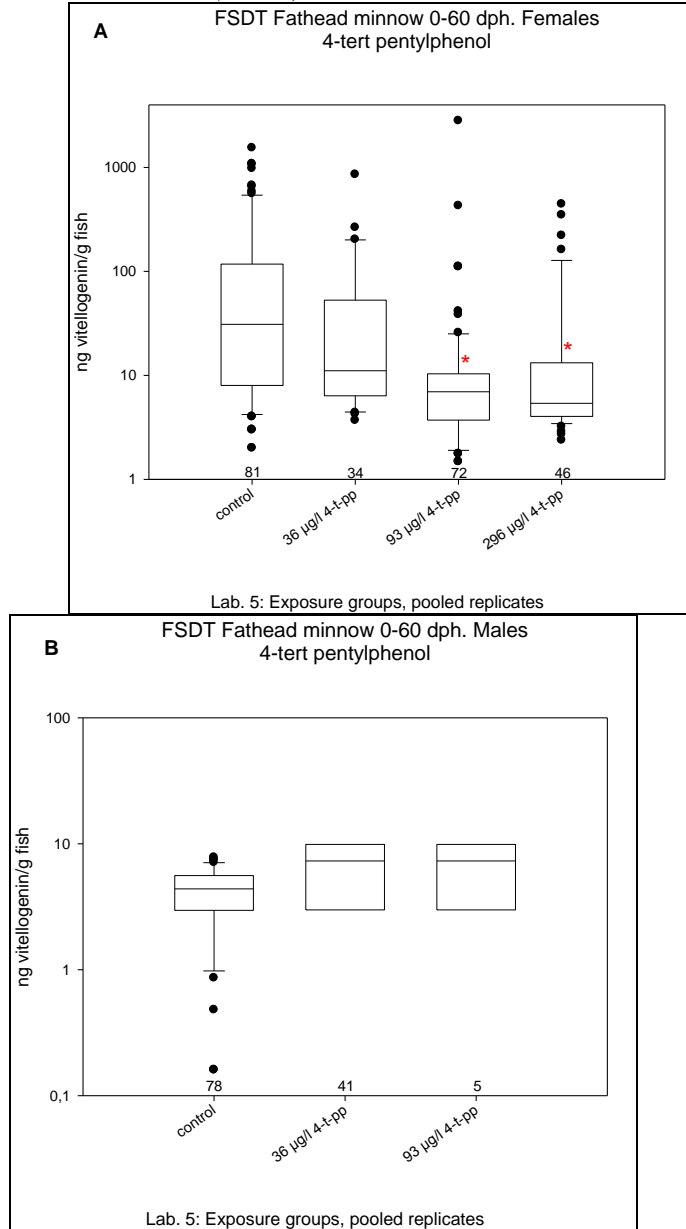 A
FSDT Fathead minnow 0-60 dph. Females
4-tert pentylphenol
ng vitellogenin/g fish
1000
100
10
1
*
*
81
34
72
46
control
36 µg/l 4-t-pp
93 µg/l 4-t-pp
296 µg/l 4-t-pp
Lab. 5: Exposure groups, pooled replicates
B
FSDT Fathead minnow 0-60 dph. Males
4-tert pentylphenol
ng vitellogenin/g fish
100
10
1
0,1
78
41
5
control
36 µg/l 4-t-pp
93 µg/l 4-t-pp
Lab. 5: Exposure groups, pooled replicates